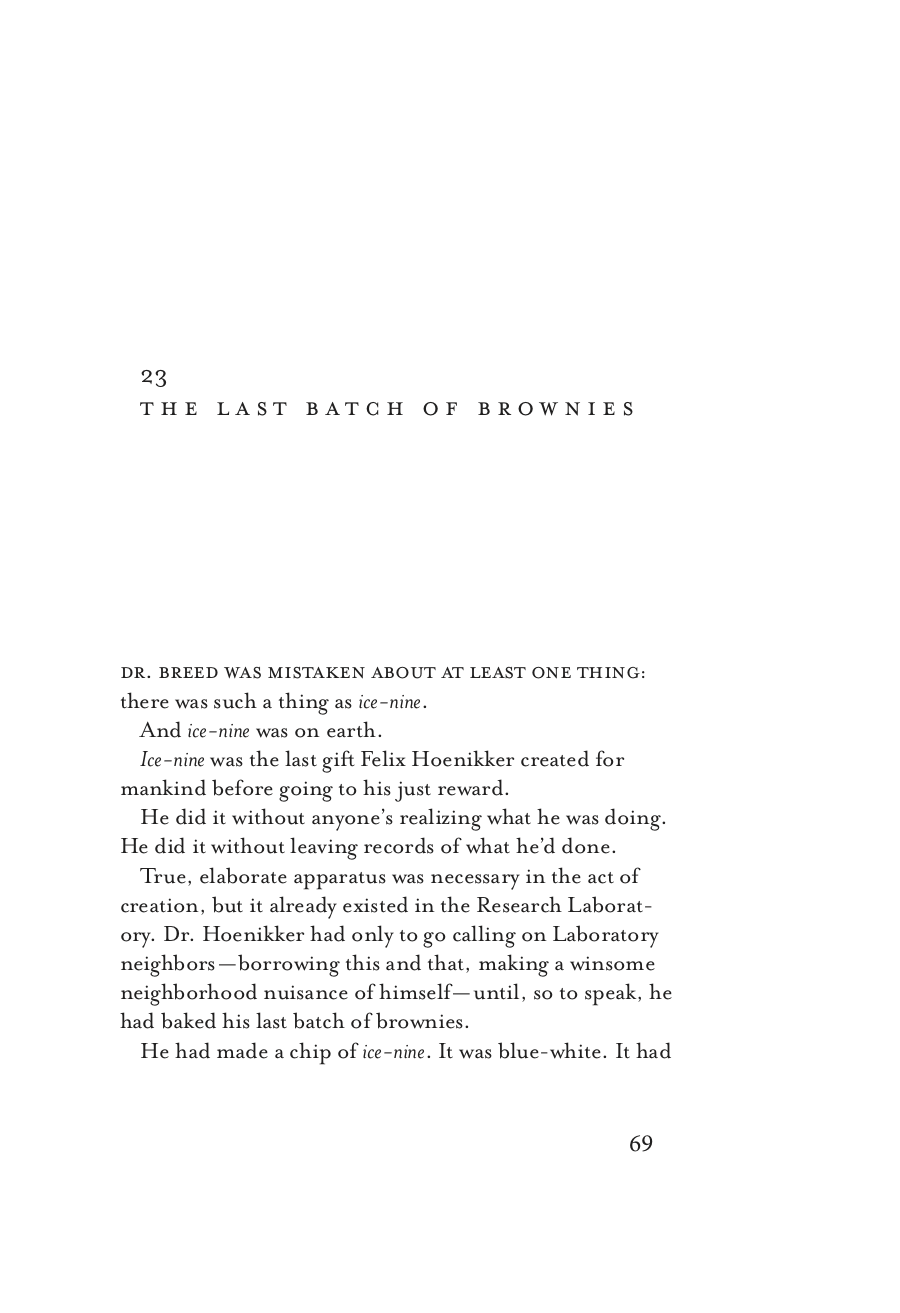 23
THE LAST BATCH OF BROWNIES
DR. BREED WAS MISTAKEN ABOUT AT LEAST ONE THING:
there was such a thing as ice-nine.
And ice-nine was on earth.
Ice-nine was the last gift Felix Hoenikker created for
mankind before going to his just reward.
He did it without anyone’s realizing what he was doing.
He did it without leaving records of what he’d done.
True, elaborate apparatus was necessary in the act of
creation, but it already existed in the Research Laborat-
ory. Dr. Hoenikker had only to go calling on Laboratory
neighbors—borrowing this and that, making a winsome
neighborhood nuisance of himself—until, so to speak, he
had baked his last batch of brownies.
He had made a chip of ice-nine. It was blue-white. It had
69